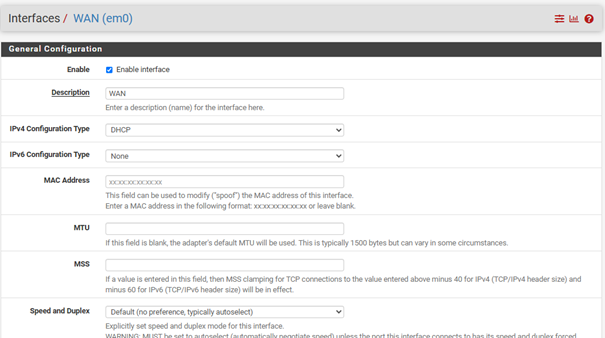 Interfaces / WAN (em0)
General Configuration
Enable Enable interface
Description WAN
Enter a description (name) for the interface here.
IPv4 Configuration Type DHCP
IPv6 Configuration Type None
MAC Address xx:xx:xx:xx:xx:xx
This field can be used to modify ("spoof") the MAC address of this interface.
Enter a MAC address in the following format: xx:xx:xx:xx:xx:xx or leave blank.
MTU
If this field is blank, the adapter's default MTU will be used. This is typically 1500 bytes but can vary in some circumstances.
MSS
If a value is entered in this field, then MSS clamping for TCP connections to the value entered above minus 40 for IPv4 (TCP/IPv4 header size) and
minus 60 for IPv6 (TCP/IPv6 header size) will be in effect.
Speed and Duplex Default (no preference, typically autoselect)
Explicitly set speed and duplex mode for this interface.
WARNING: MUST be set to autoselect (automatically negotiate speed) unless the port this interface connects to has its speed and duplex forced